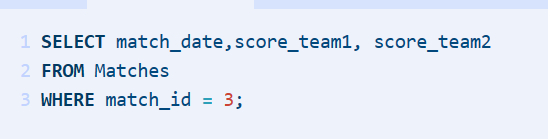 1 SELECT match_date,score_team1, score_team2
2 FROM Matches
3 WHERE match_id = 3;